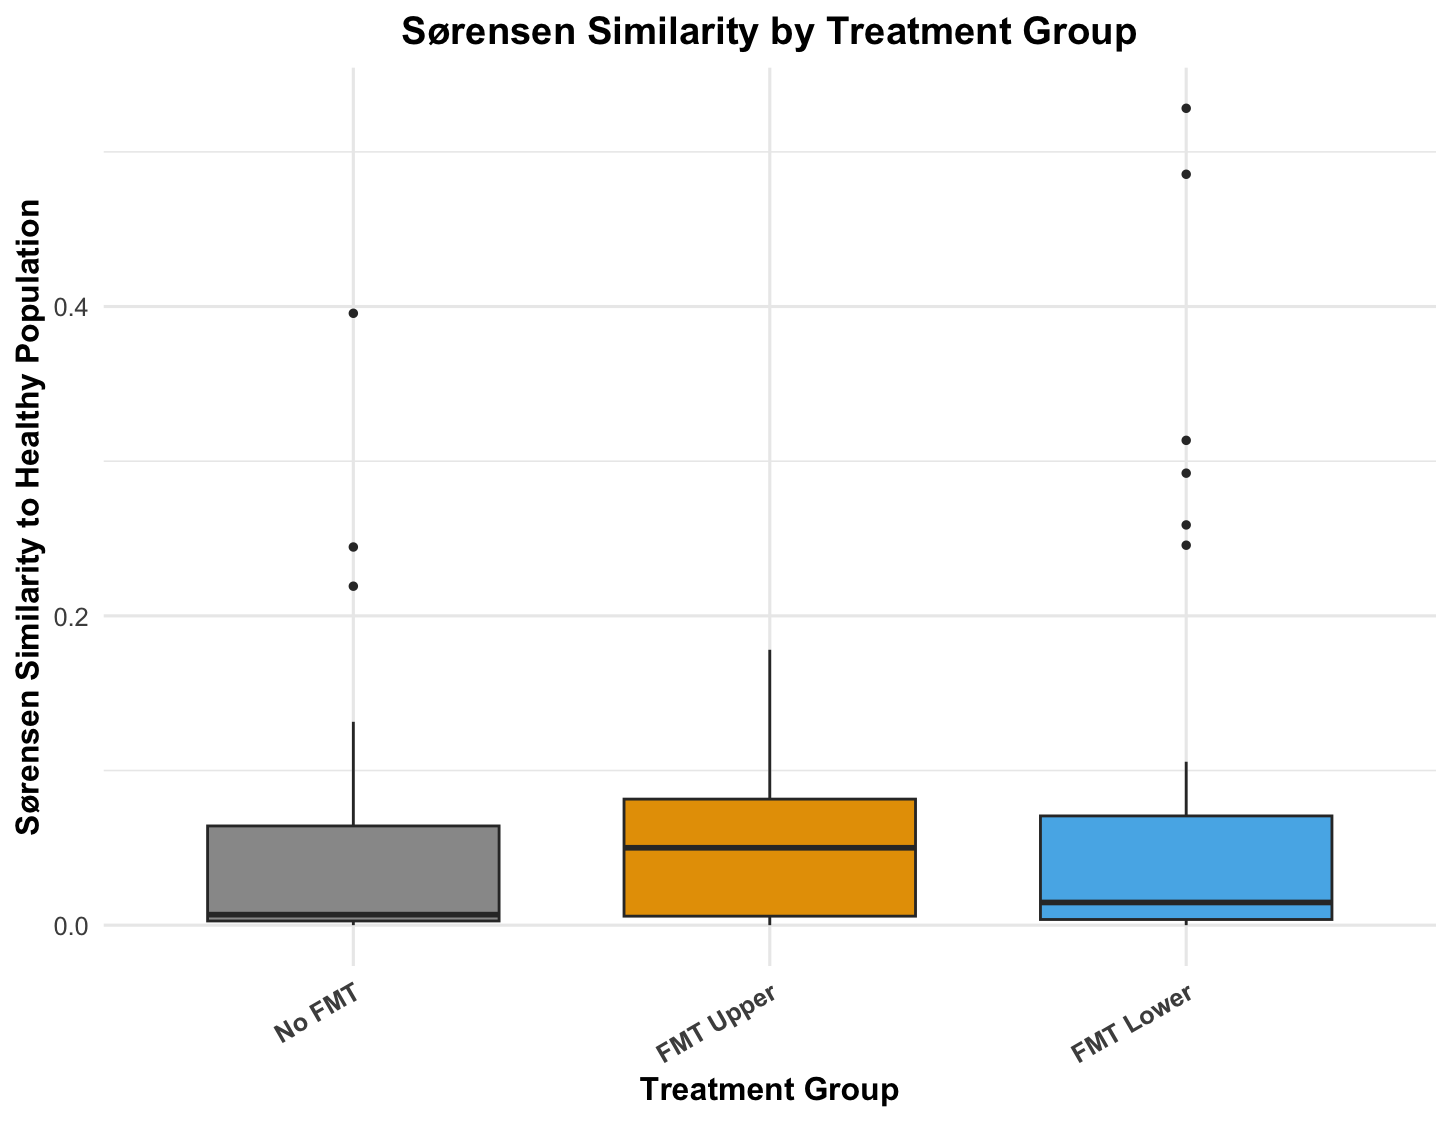 Sørensen Similarity by Treatment Group
Sørensen Similarity to Healthy Population
0.4
0.2
0.0
No FMT
FMT Upper
FMT Lower
Treatment Group